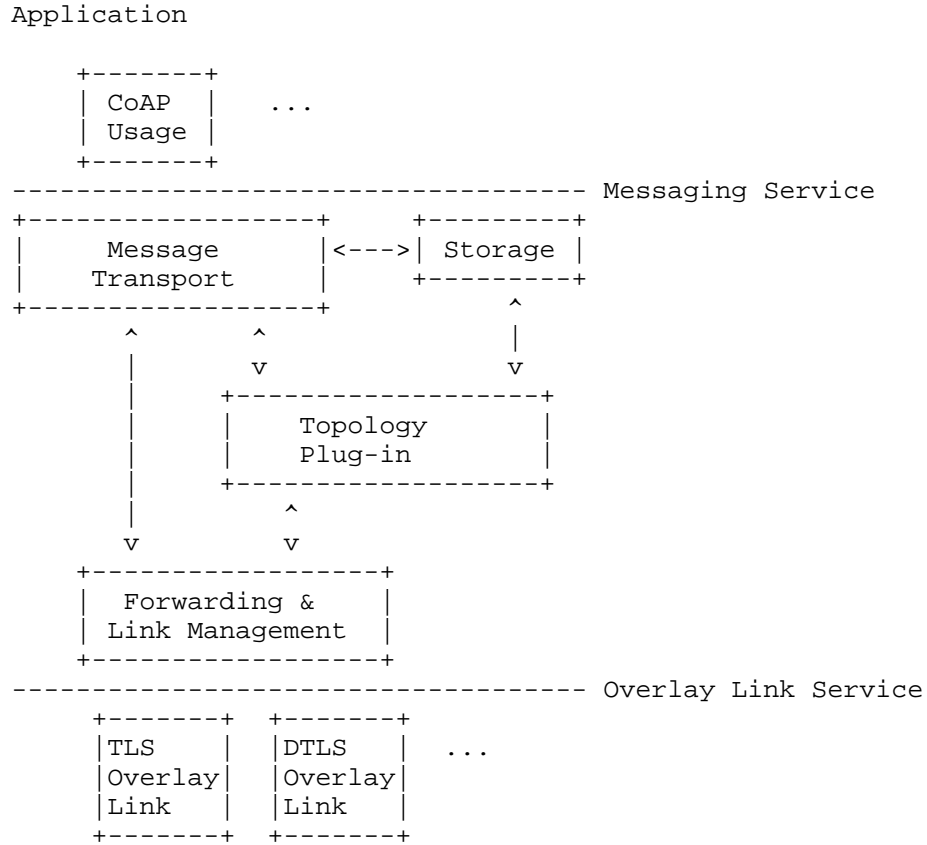 Application
CoAP ...
Usage
Messaging Service
Message Storage
Transport
Topology
Plug-in
Forwarding &
Link Management
Overlay Link Service
TLS DTLS ...
Overlay Overlay
Link Link